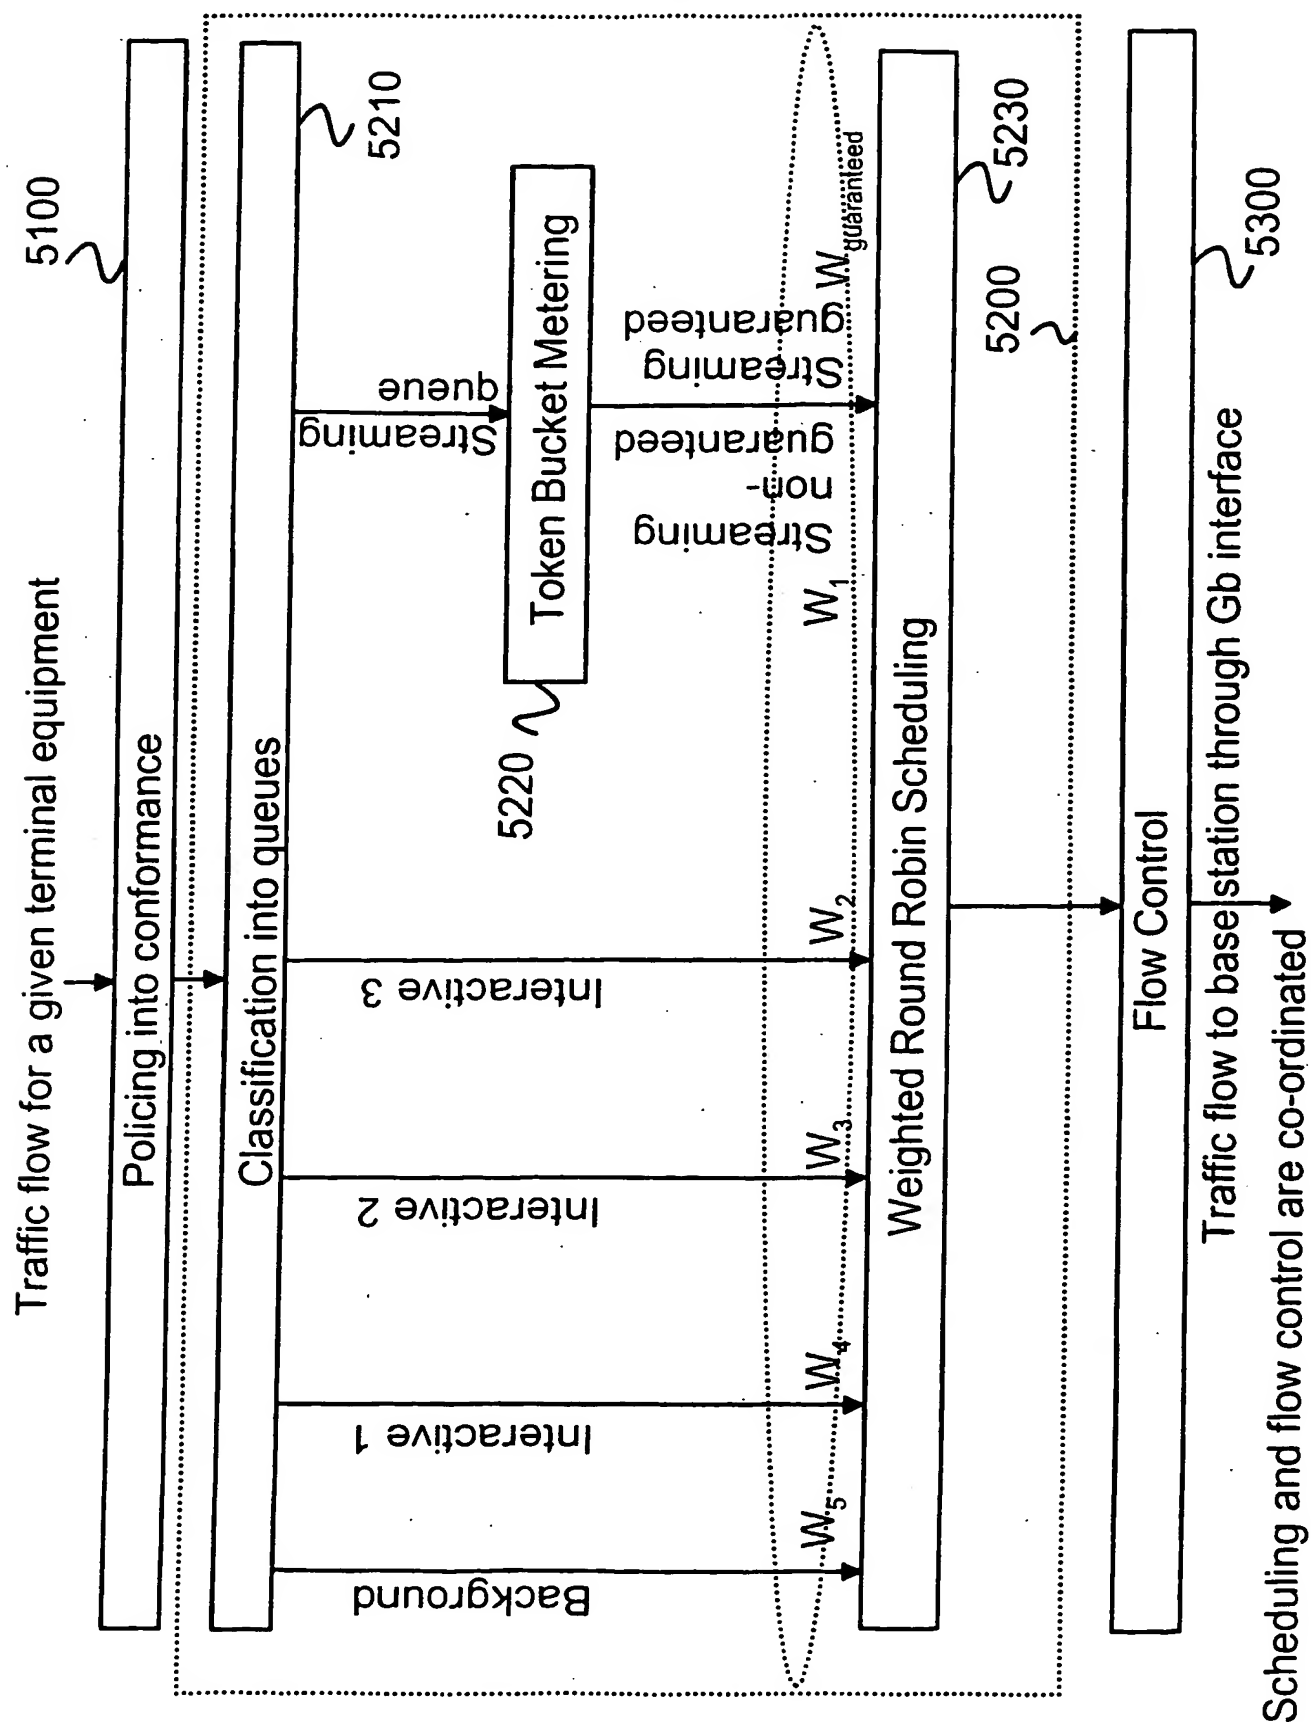 Traffic flow for a given terminal equipment
5100
Policing into conformance
Classification into queues
5210
Streaming
queue
5220
Token Bucket Metering
Background
Interactive 1
Interactive 2
Interactive 3
Streaming
non-
guaranteed
Streaming
guaranteed
W5
W4
W3
W2
W1
Wguaranteed
Weighted Round Robin Scheduling
5230
5200
Flow Control
5300
Traffic flow to base station through Gb interface
Scheduling and flow control are co-ordinated